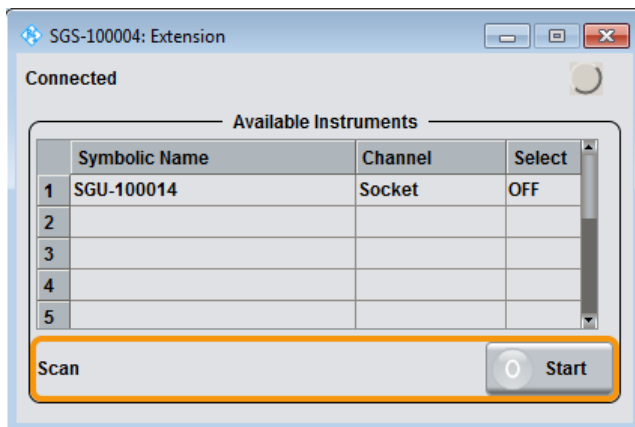 SGS-100004: Extension
Connected
Available Instruments
Symbolic Name Channel Select
1 SGU-100014 Socket OFF
2
3
4
5
Scan 0 Start